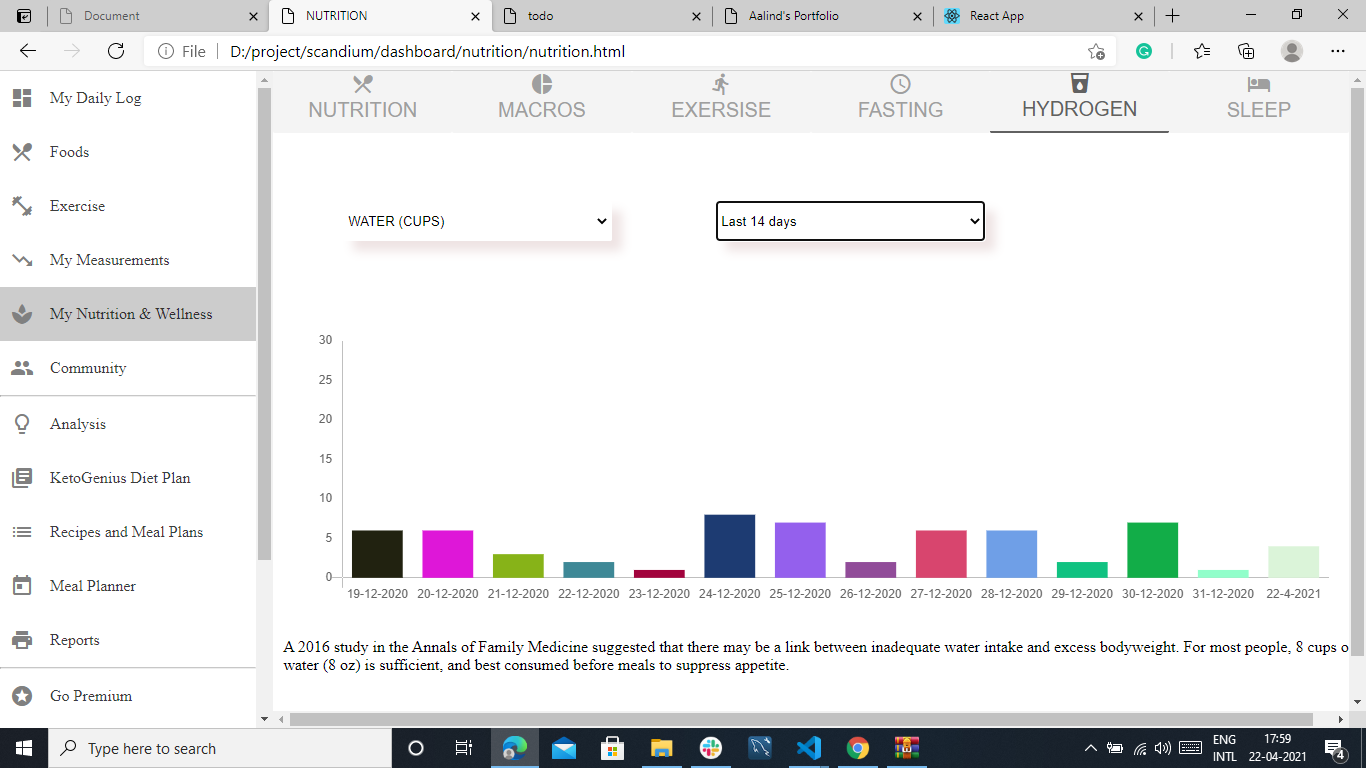 Document
NUTRITION
todo
Aalind's Portfolio
React App
File
D:/project/scandium/dashboard/nutrition/nutrition.html
My Daily Log
Foods
Exercise
My Measurements
My Nutrition & Wellness
Community
Analysis
KetoGenius Diet Plan
Recipes and Meal Plans
Meal Planner
Reports
Go Premium
NUTRITION
MACROS
EXERSISE
FASTING
HYDROGEN
SLEEP
WATER (CUPS)
Last 14 days
30
25
20
15
10
5
0
19-12-2020 20-12-2020 21-12-2020 22-12-2020 23-12-2020 24-12-2020 25-12-2020 26-12-2020 27-12-2020 28-12-2020 29-12-2020 30-12-2020 31-12-2020 22-4-2021
A 2016 study in the Annals of Family Medicine suggested that there may be a link between inadequate water intake and excess bodyweight. For most people, 8 cups o
water (8 oz) is sufficient, and best consumed before meals to suppress appetite.
Type here to search
ENG
INTL
17:59
22-04-2021
4